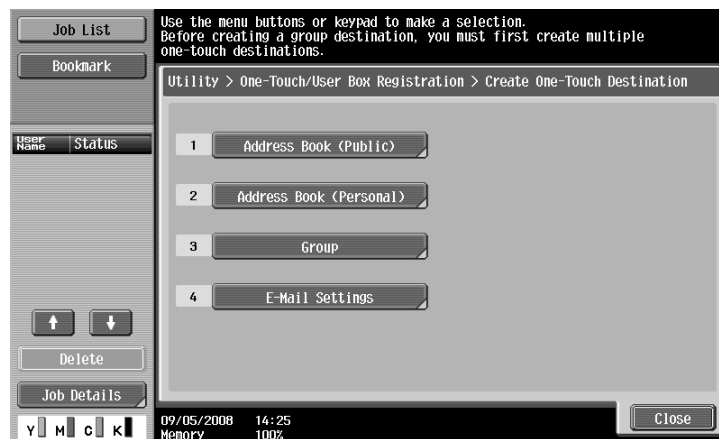 Job List
Bookmark
Use the menu buttons or keypad to make a selection.
Before creating a group destination, you must first create multiple
one-touch destinations.
Utility > One-Touch/User Box Registration > Create One-Touch Destination
User Name Status
1 Address Book (Public)
2 Address Book (Personal)
3 Group
4 E-Mail Settings
Delete
Job Details
Y M C K
09/05/2008 14:25
Memory 100%
Close